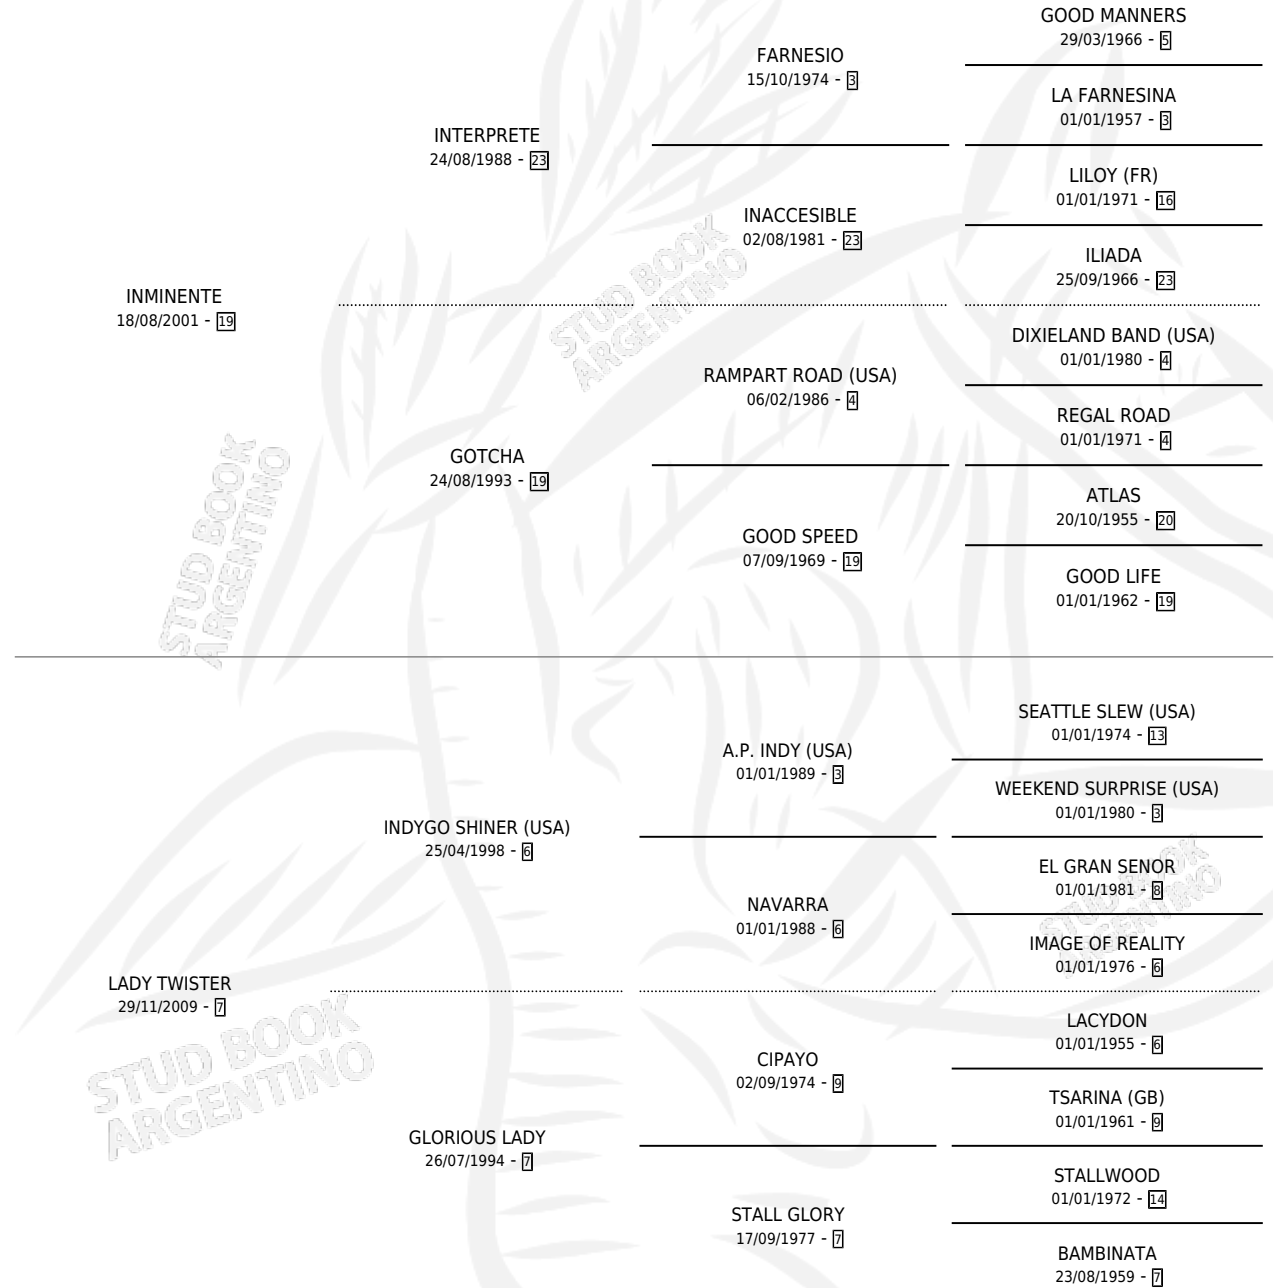 GOOD MANNERS
29/03/1966 - 5
FARNESIO
15/10/1974 - 3
LA FARNESINA
01/01/1957 - 3
INTERPRETE
24/08/1988 - 23
LILOY (FR)
01/01/1971 - 16
INACCESIBLE
02/08/1981 - 23
ILIADA
25/09/1966 - 23
INMINENTE
18/08/2001 - 19
DIXIELAND BAND (USA)
01/01/1980 - 4
RAMPART ROAD (USA)
06/02/1986 - 4
REGAL ROAD
01/01/1971 - 4
GOTCHA
24/08/1993 - 19
ATLAS
20/10/1955 - 20
GOOD SPEED
07/09/1969 - 19
GOOD LIFE
01/01/1962 - 19
STUD BOOK
ARGENTINO
STUD BOOK
ARGENTINO
SEATTLE SLEW (USA)
01/01/1974 - 13
A.P. INDY (USA)
01/01/1989 - 3
WEEKEND SURPRISE (USA)
01/01/1980 - 3
INDYGO SHINER (USA)
25/04/1998 - 6
EL GRAN SENOR
01/01/1981 - 8
NAVARRA
01/01/1988 - 6
IMAGE OF REALITY
01/01/1976 - 6
LADY TWISTER
29/11/2009 - 7
LACYDON
01/01/1955 - 6
CIPAYO
02/09/1974 - 9
TSARINA (GB)
01/01/1961 - 9
GLORIOUS LADY
26/07/1994 - 7
STALLWOOD
01/01/1972 - 14
STALL GLORY
17/09/1977 - 7
BAMBINATA
23/08/1959 - 7
STUD BOOK
ARGENTINO
STUD BOOK
ARGENTINO